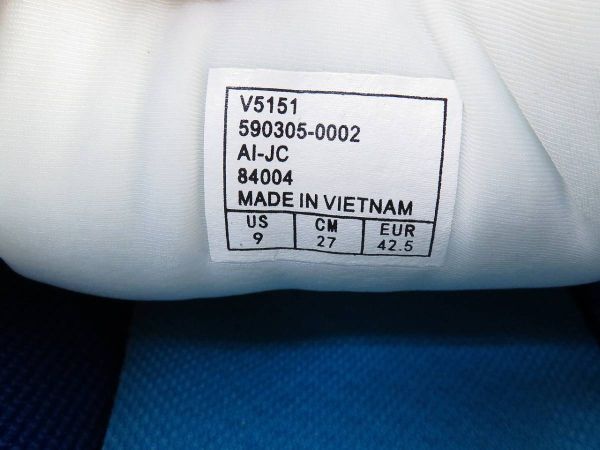 V5151
590305-0002
AI-JC
84004
MADE IN VIETNAM
US CM EUR
9 27 42.5